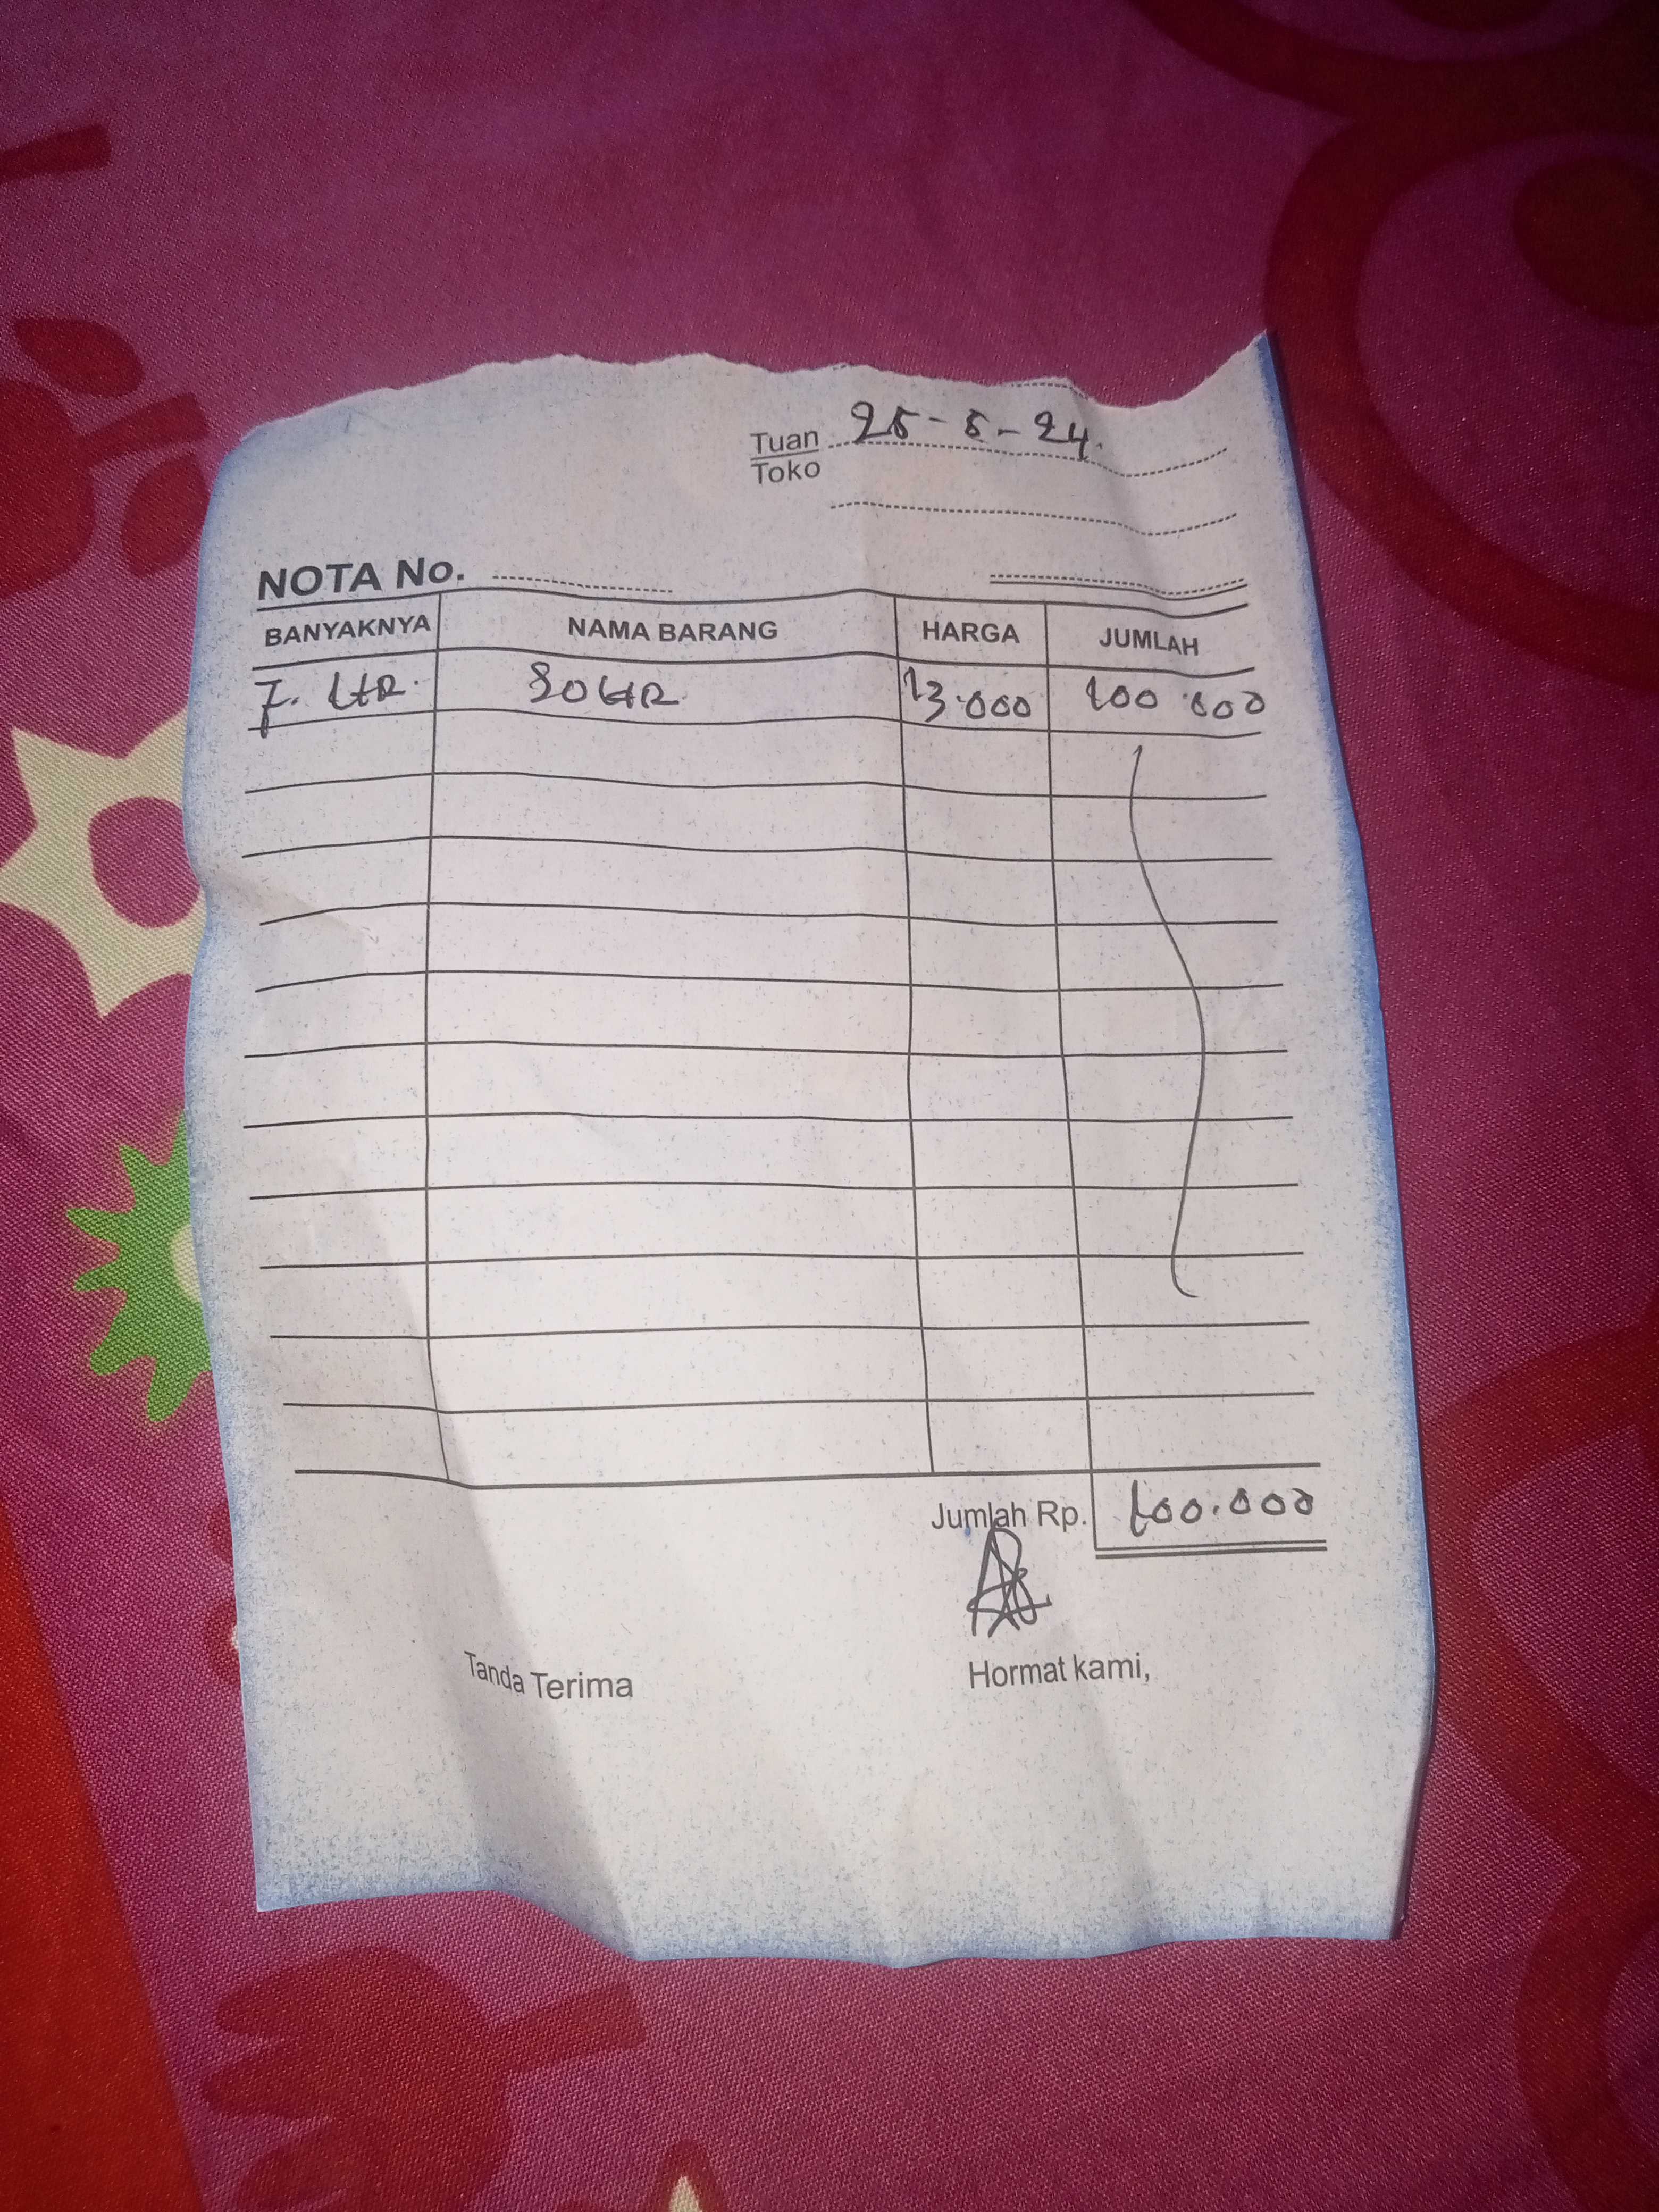 Tuan 25-5-24.
Toko
NOTA No.
BANYAKNYA NAMA BARANG HARGA JUMLAH
7. Ltr. Solar 13.000 100.000
Jumlah Rp. 100.000
Tanda Terima Hormat kami,